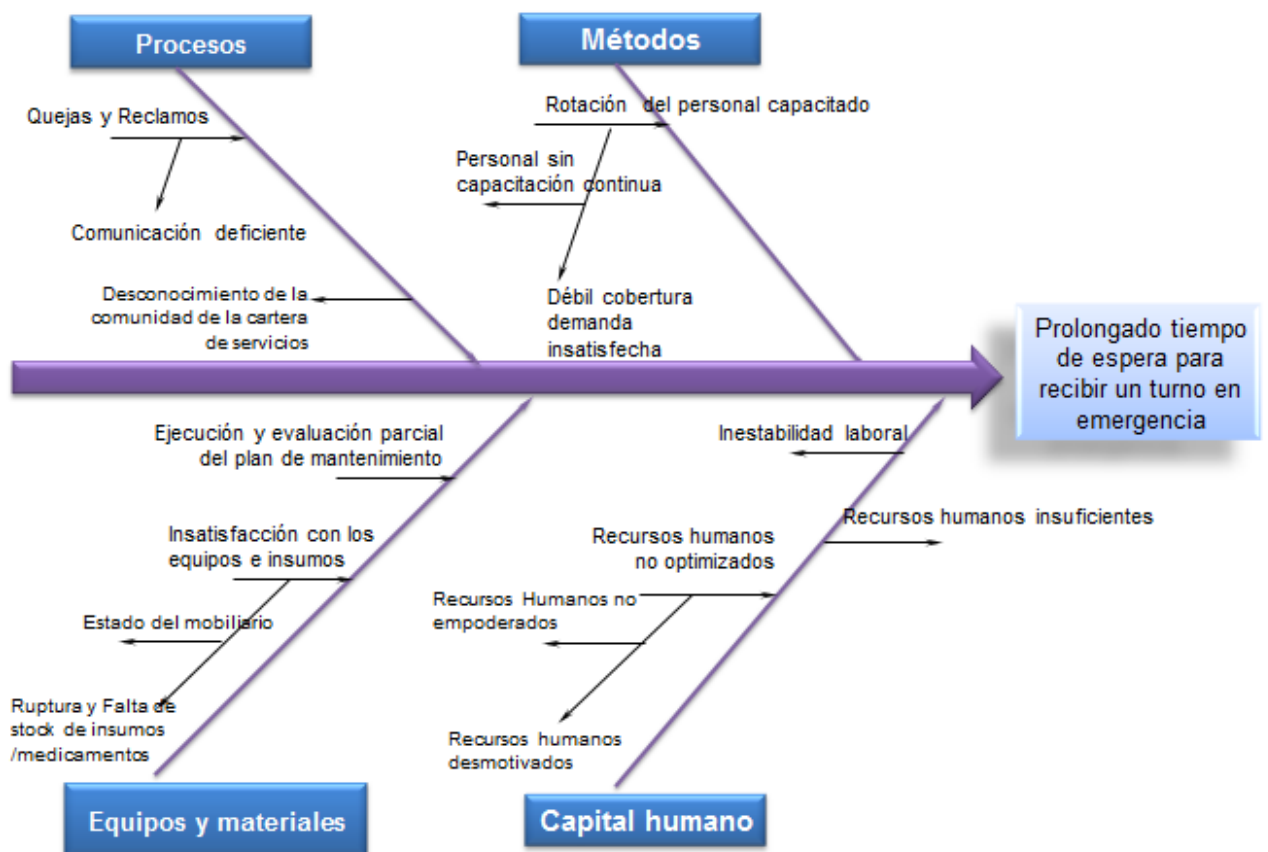 Procesos
Métodos
Quejas y Reclamos
Rotación del personal capacitado
Personal sin
capacitación continua
Comunicación deficiente
Desconocimiento de la
comunidad de la cartera
de servicios
Débil cobertura
demanda
insatisfecha
Prolongado tiempo
de espera para
recibir un turno en
emergencia
Ejecución y evaluación parcial
del plan de mantenimiento
Inestabilidad laboral
Insatisfacción con los
equipos e insumos
Recursos humanos
no optimizados
Recursos humanos insuficientes
Estado del mobiliario
Recursos Humanos no
empoderados
Ruptura y Falta de
stock de insumos
/medicamentos
Recursos humanos
desmotivados
Equipos y materiales
Capital humano